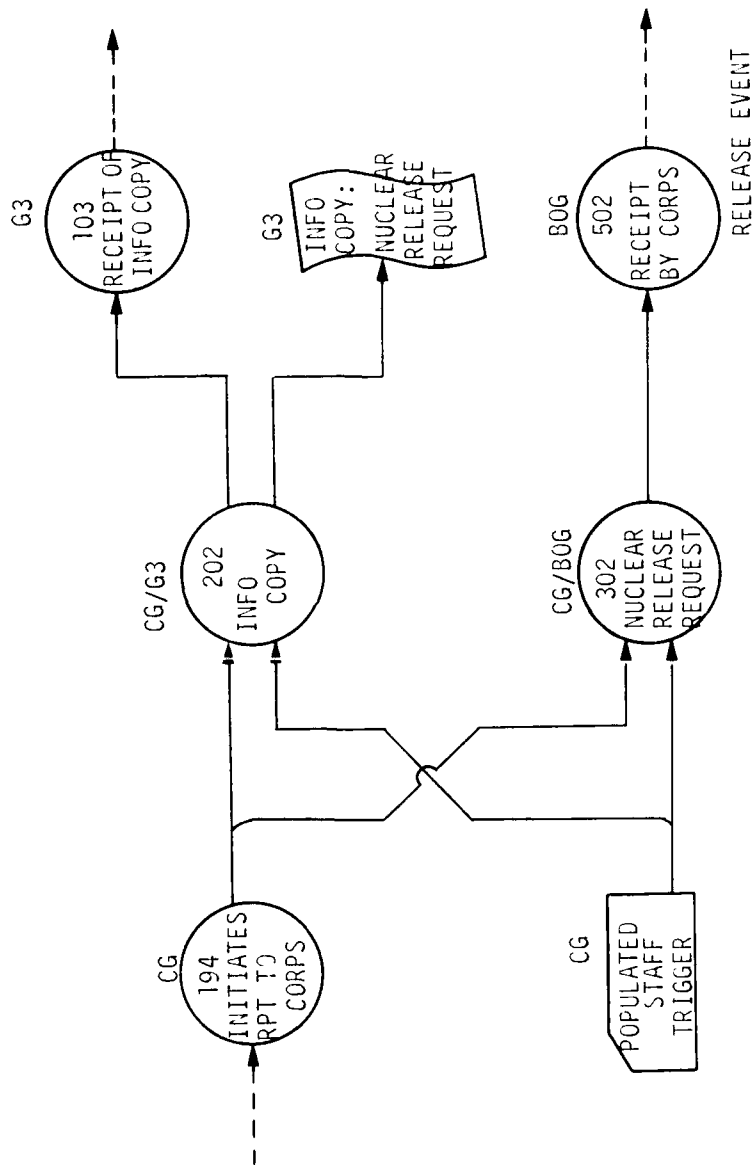 CG
194
INITIATES
RPT TO
CORPS
CG
POPULATED
STAFF
TRIGGER
CG/G3
202
INFO
COPY
CG/BOG
302
NUCLEAR
RELEASE
REQUEST
G3
103
RECEIPT OF
INFO COPY
G3
INFO
COPY:
NUCLEAR
RELEASE
REQUEST
BOG
502
RECEIPT
BY CORPS
RELEASE EVENT